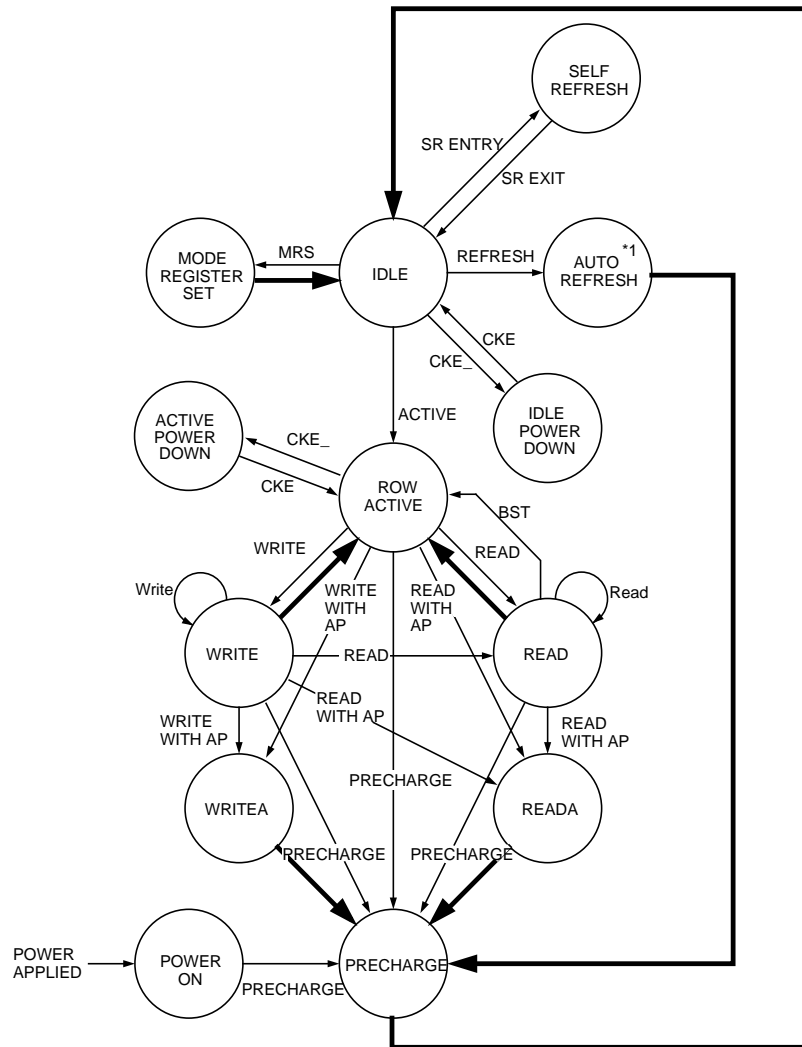 SELF
REFRESH
SR ENTRY
SR EXIT
MODE
REGISTER
SET
MRS
IDLE
REFRESH
*1
AUTO
REFRESH
CKE
CKE_
IDLE
POWER
DOWN
ACTIVE
ACTIVE
POWER
DOWN
CKE_
CKE
ROW
ACTIVE
BST
WRITE
READ
Write
WRITE
WITH
AP
READ
WITH
AP
Read
WRITE
READ
READ
READ
WITH AP
WRITE
WITH AP
READ
WITH AP
PRECHARGE
WRITEA
READA
PRECHARGE
PRECHARGE
POWER
APPLIED
POWER
ON
PRECHARGE
PRECHARGE